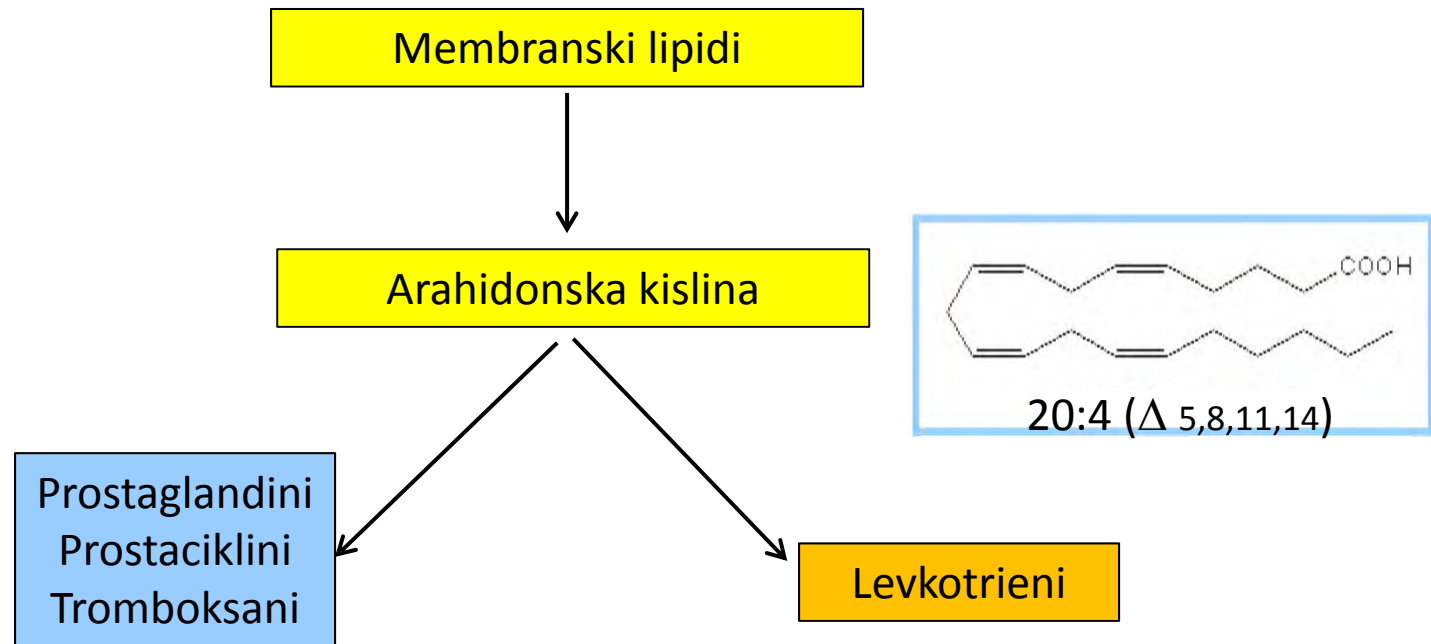 Membranski lipidi
Arahidonska kislina
COOH
20:4 (Δ 5,8,11,14)
Prostaglandini
Prostaciklini
Tromboksani
Levkotrieni